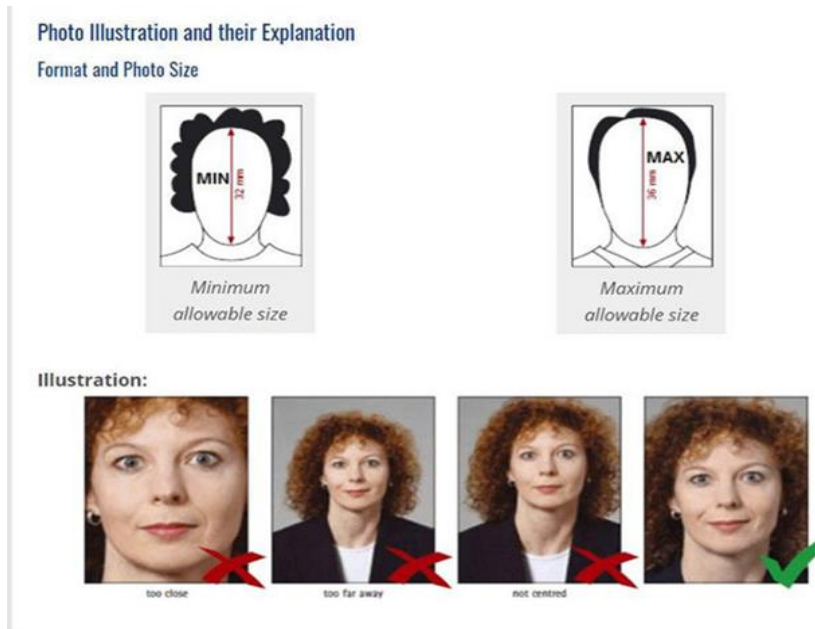 Photo Illustration and their Explanation
Format and Photo Size
MIN
32 mm
MAX
36 mm
Minimum
allowable size
Maximum
allowable size
Illustration:
too close
too far away
not centred